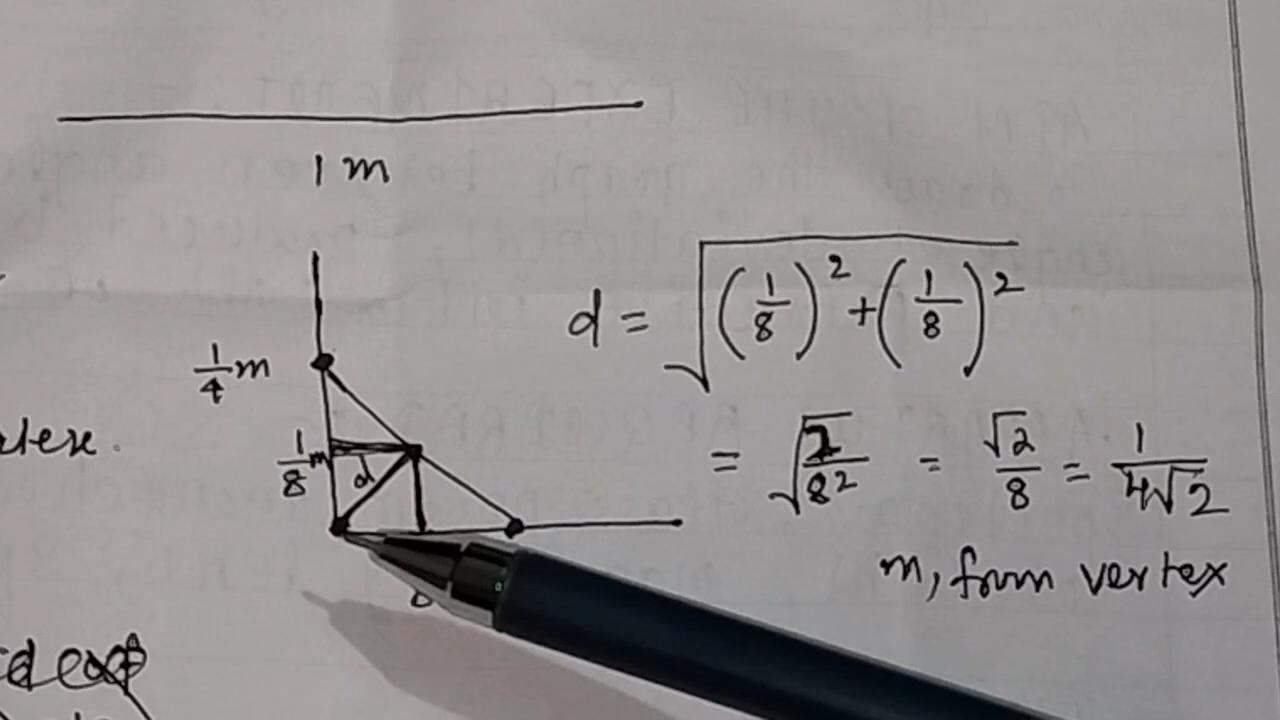 1 m
d = √((1/8)² + (1/8)²)
1/4 m
1/8 m
d
= √(2/8²) = √2/8 = 1/4√2
m, from vertex